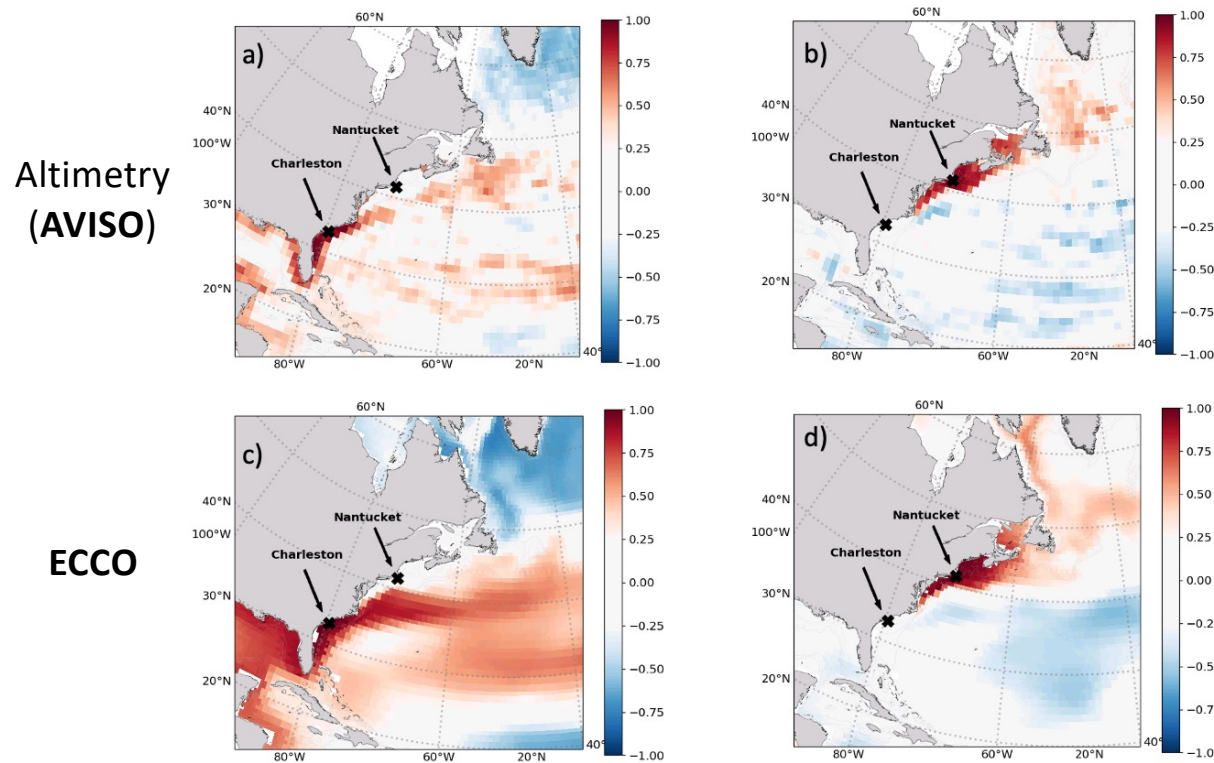 60°N
a)
Nantucket
Charleston
40°N
100°W
30°N
20°N
80°W
60°W
20°N
40°
1.00
0.75
0.50
0.25
0.00
−0.25
−0.50
−0.75
−1.00
60°N
b)
Nantucket
Charleston
40°N
100°W
30°N
20°N
80°W
60°W
20°N
40°
1.00
0.75
0.50
0.25
0.00
−0.25
−0.50
−0.75
−1.00
Altimetry
(AVISO)
60°N
c)
Nantucket
Charleston
40°N
100°W
30°N
20°N
80°W
60°W
20°N
40°
1.00
0.75
0.50
0.25
0.00
−0.25
−0.50
−0.75
−1.00
60°N
d)
Nantucket
Charleston
40°N
100°W
30°N
20°N
80°W
60°W
20°N
40°
1.00
0.75
0.50
0.25
0.00
−0.25
−0.50
−0.75
−1.00
ECCO